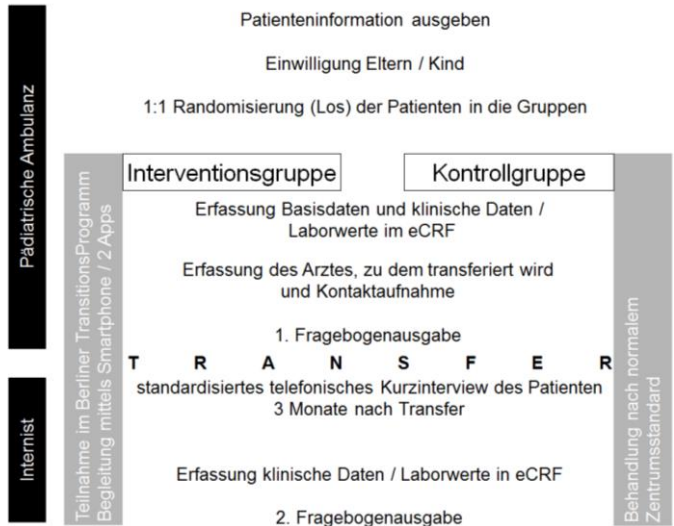 Patienteninformation ausgeben
Einwilligung Eltern / Kind
1:1 Randomisierung (Los) der Patienten in die Gruppen
Pädiatrische Ambulanz
Interventionsgruppe
Kontrollgruppe
Teilnahme im Berliner TransitionsProgramm
Begleitung mittels Smartphone / 2 Apps
Erfassung Basisdaten und klinische Daten /
Laborwerte im eCRF
Erfassung des Arztes, zu dem transferiert wird
und Kontaktaufnahme
1. Fragebogenausgabe
T R A N S F E R
standardisiertes telefonisches Kurzinterview des Patienten
3 Monate nach Transfer
Internist
Erfassung klinische Daten / Laborwerte in eCRF
2. Fragebogenausgabe
Behandlung nach normalem
Zentrumsstandard